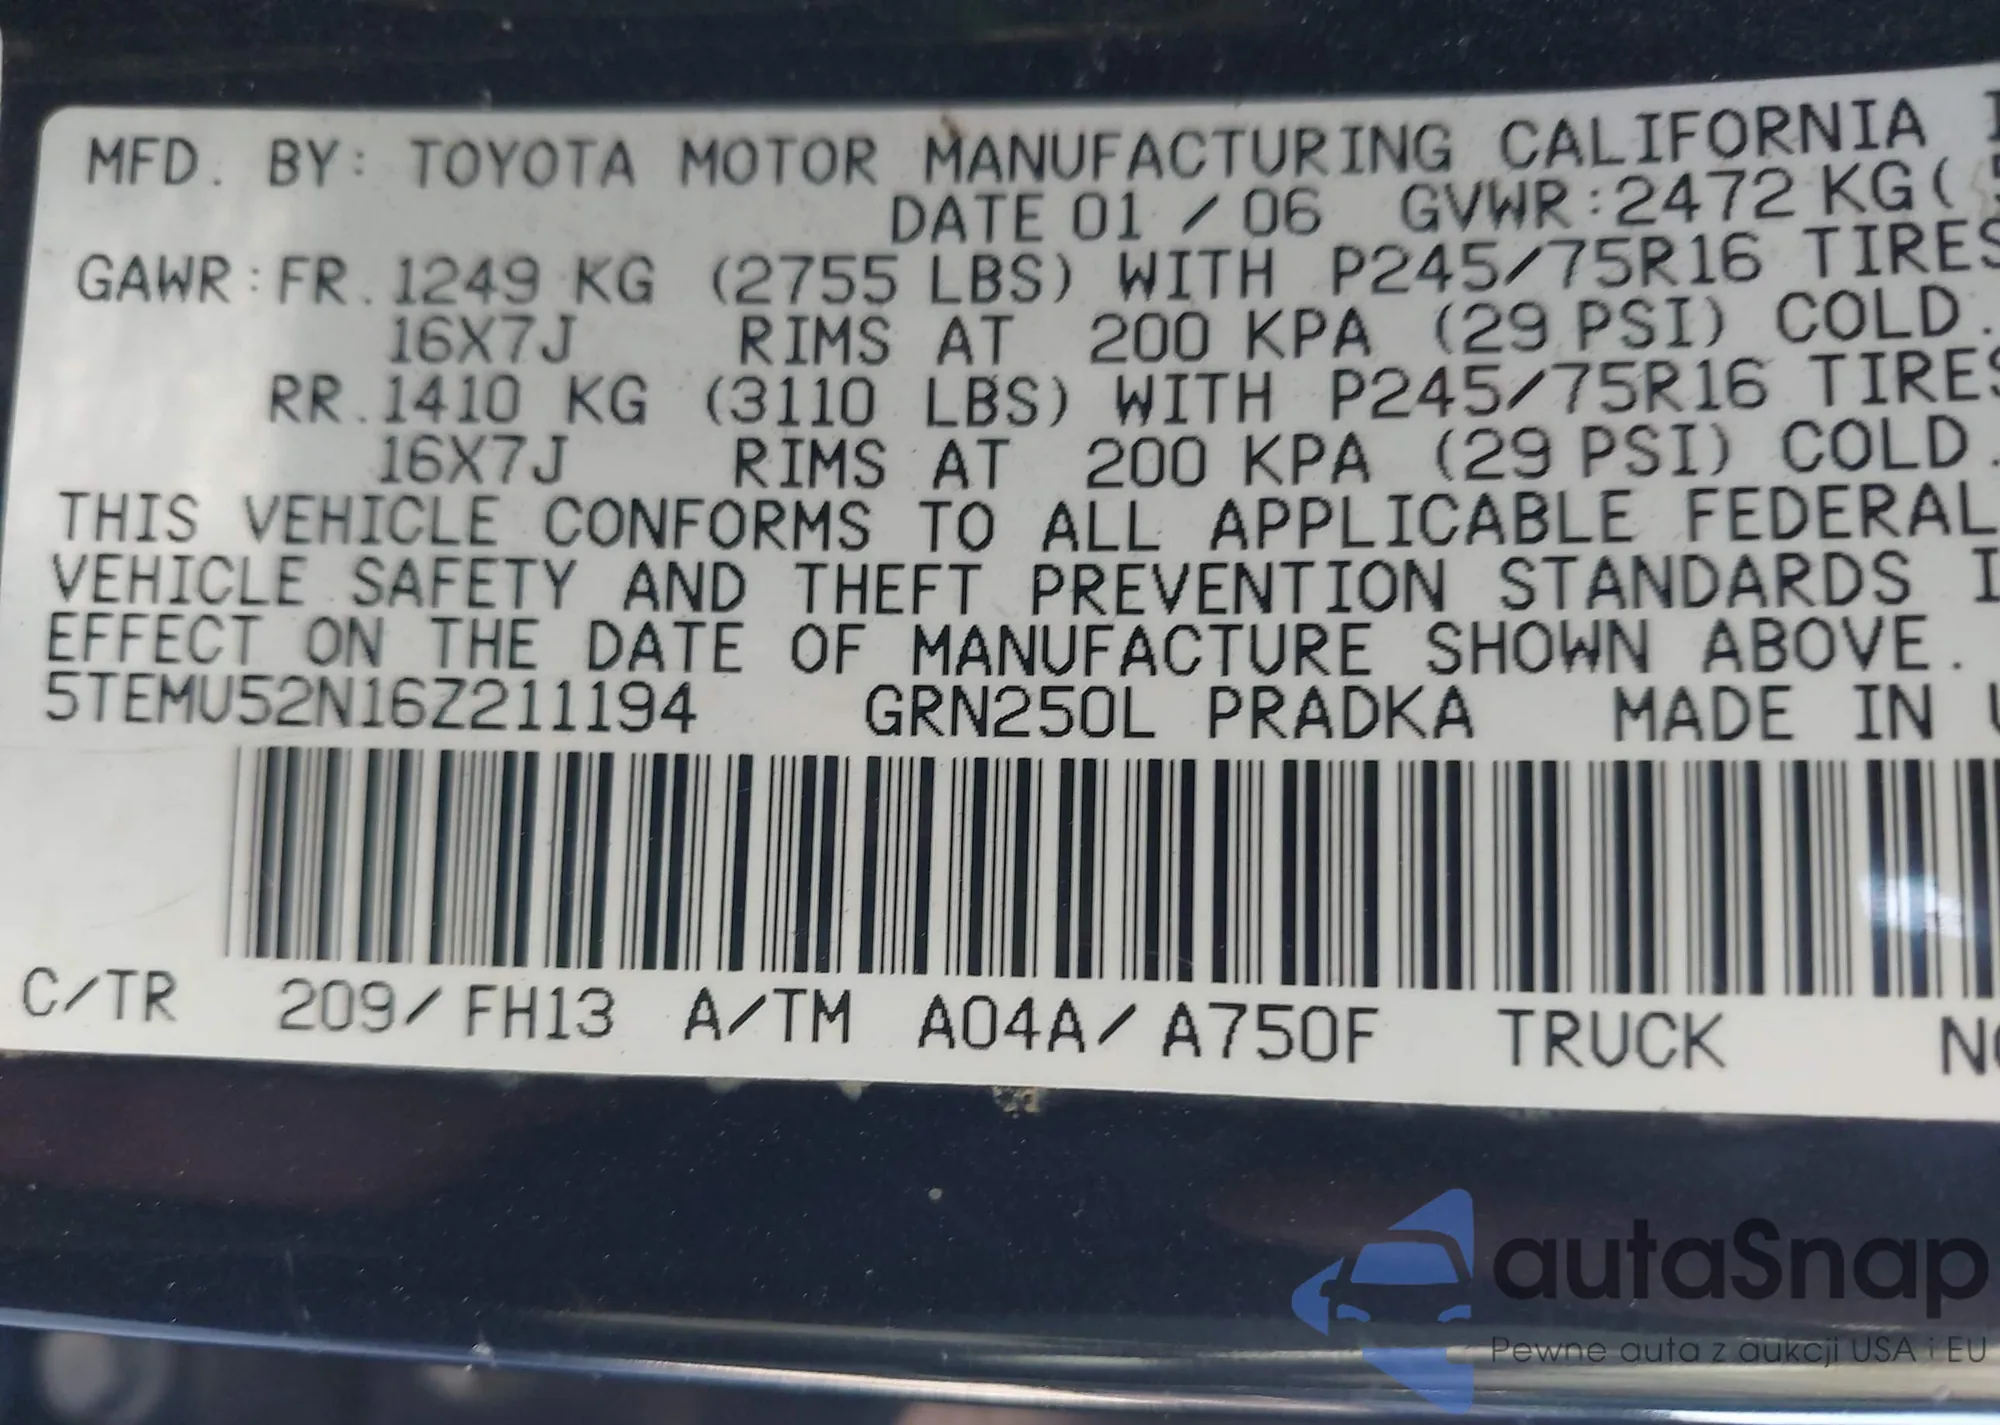 MFD. BY: TOYOTA MOTOR MANUFACTURING CALIFORNIA
DATE 01 / 06 GVWR:2472 KG(
GAWR:FR.1249 KG (2755 LBS) WITH P245/75R16 TIRES
16X7J RIMS AT 200 KPA (29 PSI) COLD.
RR.1410 KG (3110 LBS) WITH P245/75R16 TIRES
16X7J RIMS AT 200 KPA (29 PSI) COLD.
THIS VEHICLE CONFORMS TO ALL APPLICABLE FEDERAL
VEHICLE SAFETY AND THEFT PREVENTION STANDARDS
EFFECT ON THE DATE OF MANUFACTURE SHOWN ABOVE.
5TEMU52N16Z211194 GRN250L PRADKA MADE IN
C/TR 209/FH13 A/TM A04A/A750F TRUCK
autaSnap
Pewne auta z aukcji USA i EU